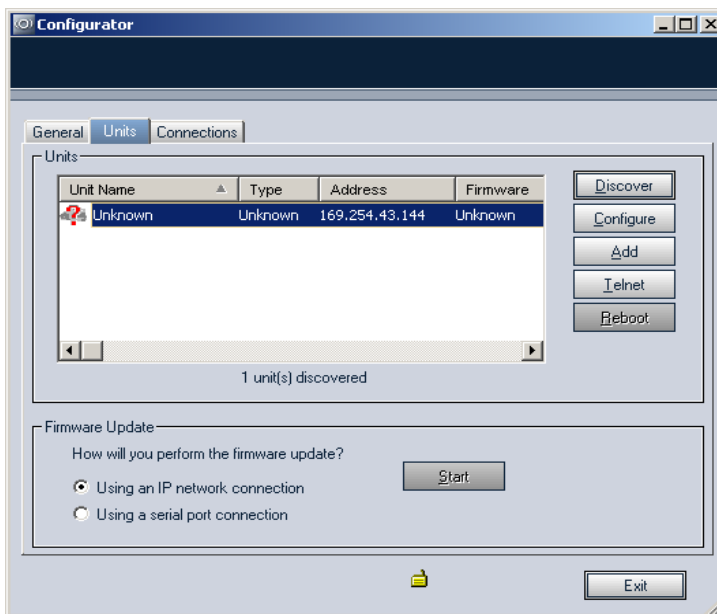 Configurator
General Units Connections
Units
Unit Name Type Address Firmware
Unknown Unknown 169.254.43.144 Unknown
Discover
Configure
Add
Telnet
Reboot
1 unit(s) discovered
Firmware Update
How will you perform the firmware update?
Using an IP network connection
Start
Using a serial port connection
Exit